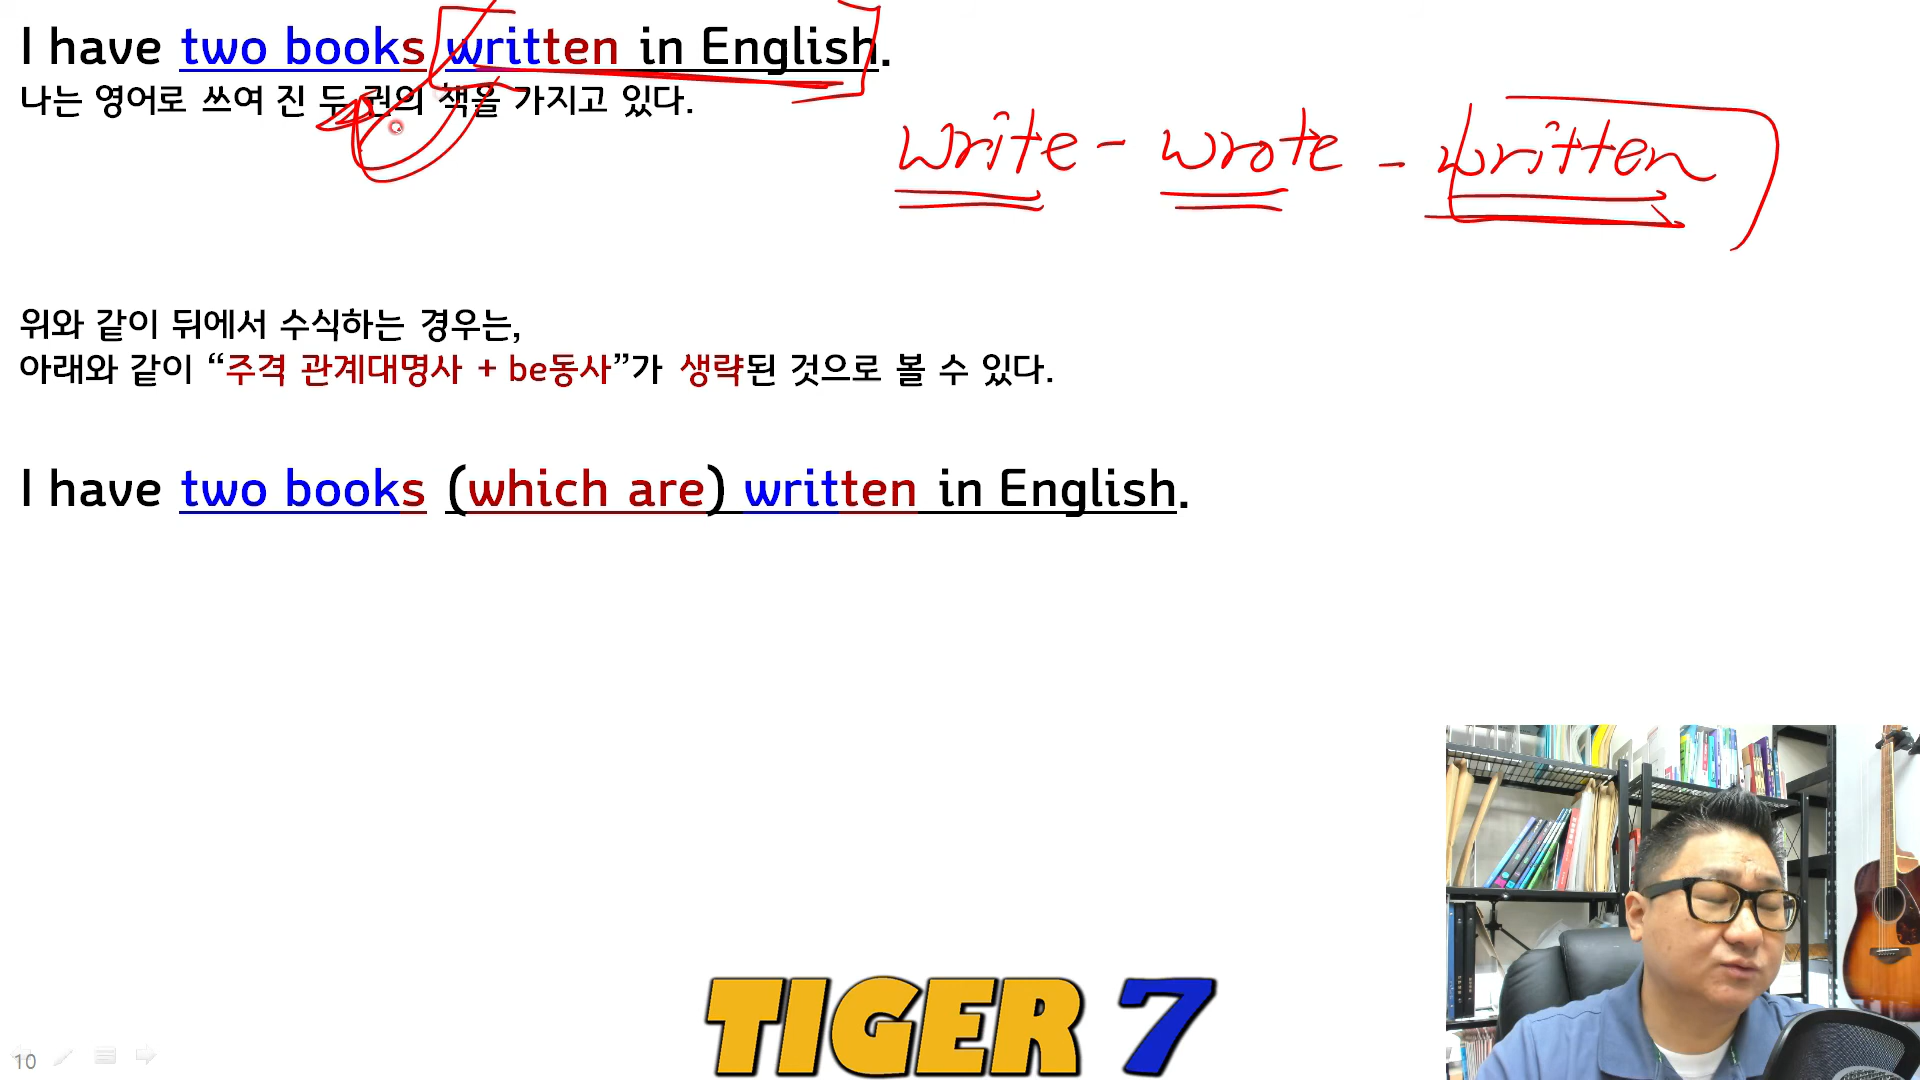 I have two books written in English.
나는 영어로 쓰여 진 두 권의 책을 가지고 있다.
write - wrote - written
위와 같이 뒤에서 수식하는 경우는,
아래와 같이 “주격 관계대명사 + be동사”가 생략된 것으로 볼 수 있다.
I have two books (which are) written in English.
TIGER 7
10